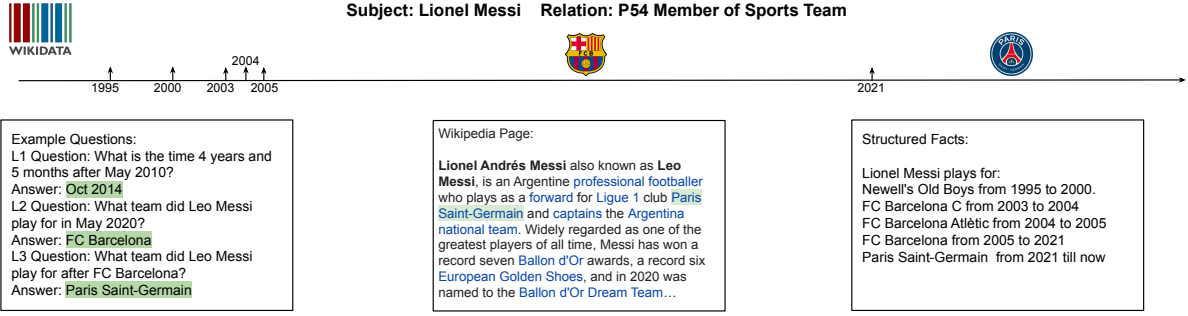 Subject: Lionel Messi Relation: P54 Member of Sports Team
WIKIDATA
FCB
PARIS
2004
1995
2000
2003
2005
2021
Example Questions:
L1 Question: What is the time 4 years and
5 months after May 2010?
Answer: Oct 2014
L2 Question: What team did Leo Messi
play for in May 2020?
Answer: FC Barcelona
L3 Question: What team did Leo Messi
play for after FC Barcelona?
Answer: Paris Saint-Germain
Wikipedia Page:
Lionel Andrés Messi also known as Leo
Messi, is an Argentine professional footballer
who plays as a forward for Ligue 1 club Paris
Saint-Germain and captains the Argentina
national team. Widely regarded as one of the
greatest players of all time, Messi has won a
record seven Ballon d'Or awards, a record six
European Golden Shoes, and in 2020 was
named to the Ballon d'Or Dream Team…
Structured Facts:
Lionel Messi plays for:
Newell's Old Boys from 1995 to 2000.
FC Barcelona C from 2003 to 2004
FC Barcelona Atlètic from 2004 to 2005
FC Barcelona from 2005 to 2021
Paris Saint-Germain from 2021 till now